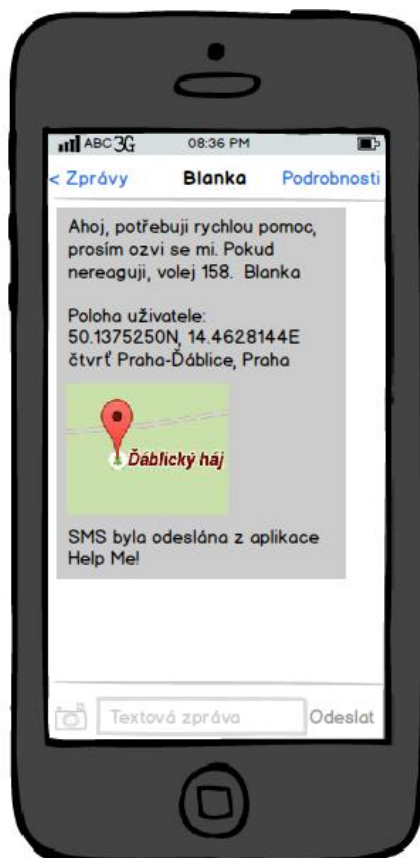 ABC 3G 08:36 PM
< Zprávy Blanka Podrobnosti
Ahoj, potřebuji rychlou pomoc,
prosím ozvi se mi. Pokud
nereaguji, volej 158. Blanka
Poloha uživatele:
50.1375250N, 14.4628144E
čtvrť Praha-Ďáblice, Praha
Ďáblický háj
SMS byla odeslána z aplikace
Help Me!
Textová zpráva Odeslat